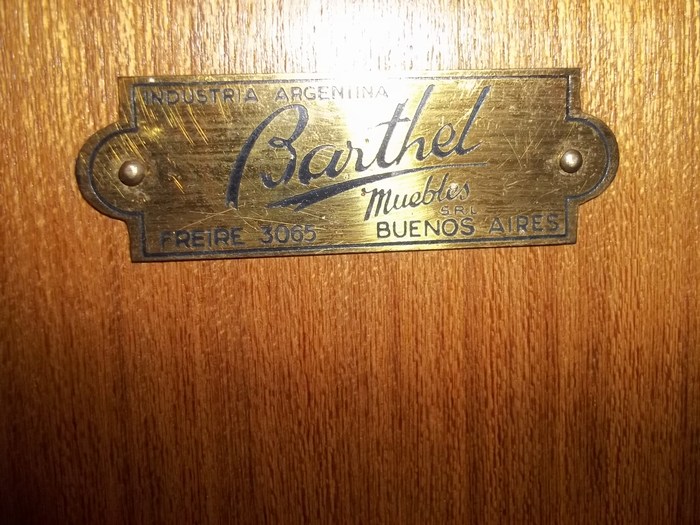 INDUSTRIA ARGENTINA
Barthel
Muebles
SRL
FREIRE 3065 BUENOS AIRES